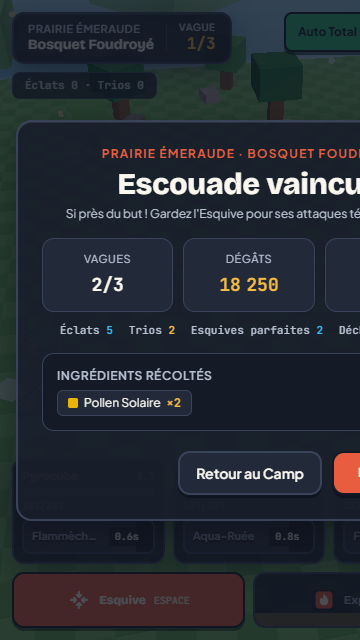 PRAIRIE ÉMERAUDE
Bosquet Foudroyé
VAGUE
1/3
Auto Total
Éclats 0 · Trios 0
PRAIRIE ÉMERAUDE · BOSQUET FOUD
Escouade vaincu
Si près du but ! Gardez l'Esquive pour ses attaques té
VAGUES
2/3
DÉGÂTS
18 250
Éclats 5 Trios 2 Esquives parfaites 2 Déc
INGRÉDIENTS RÉCOLTÉS
Pollen Solaire ×2
Retour au Camp
Flammèch... 0.6s
Aqua-Ruée 0.8s
Esquive ESPACE
Exp